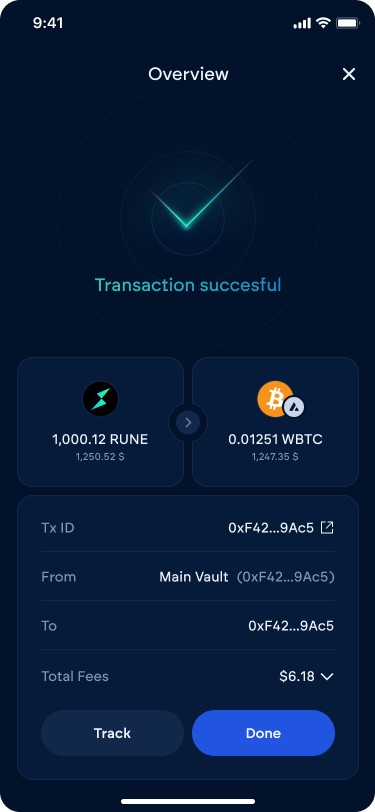 9:41
Overview
Transaction succesful
1,000.12 RUNE
1,250.52 $
0.01251 WBTC
1,247.35 $
Tx ID 0xF42...9Ac5
From Main Vault (0xF42...9Ac5)
To 0xF42...9Ac5
Total Fees $6.18
Track Done